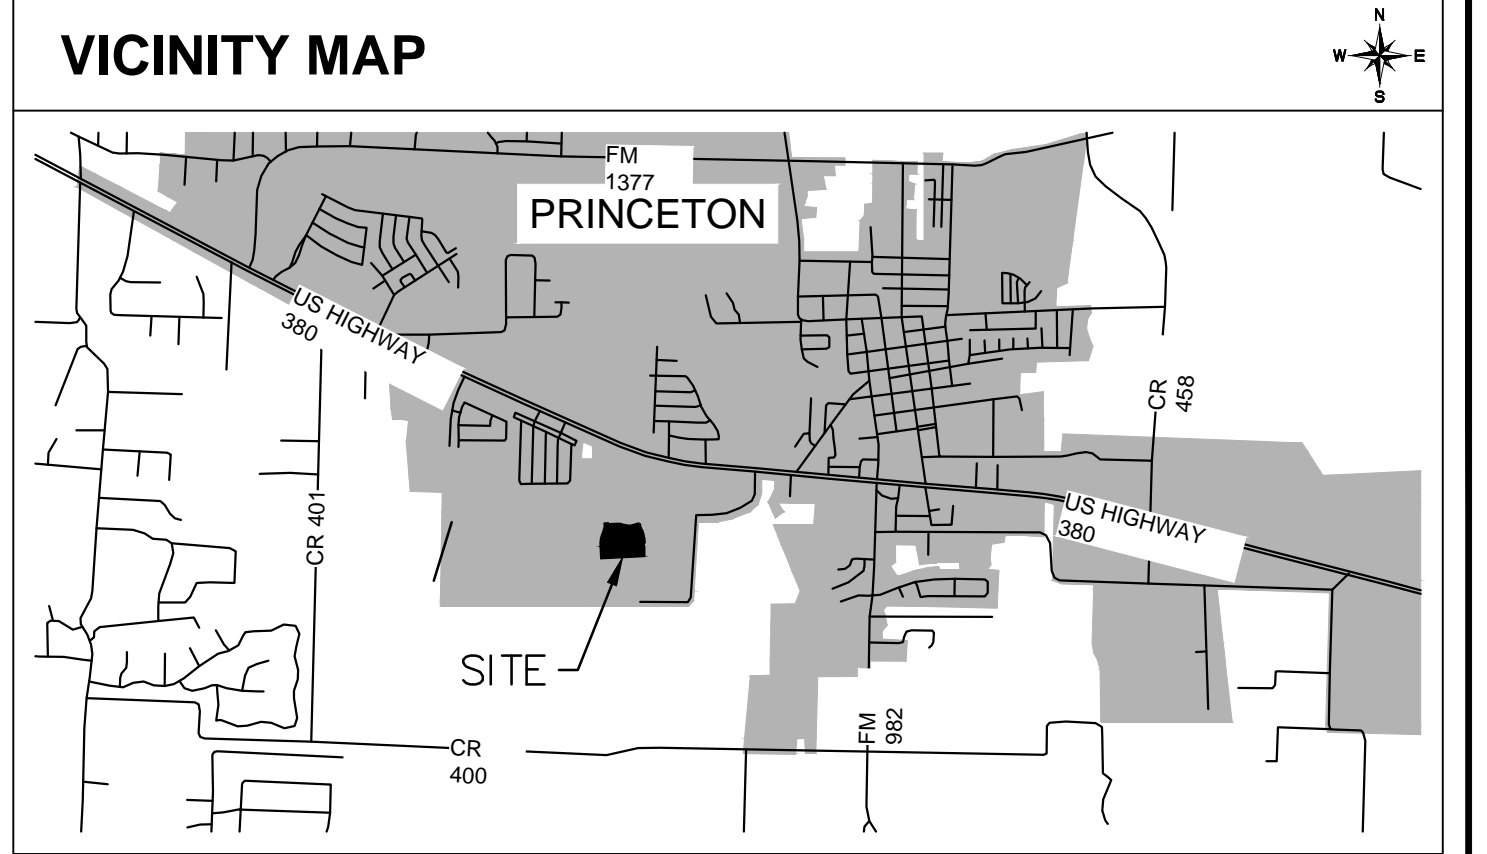 VICINITY MAP
N
W E
S
FM
1377
PRINCETON
US HIGHWAY
380
CR
458
CR 401
US HIGHWAY
380
SITE
FM
982
CR
400